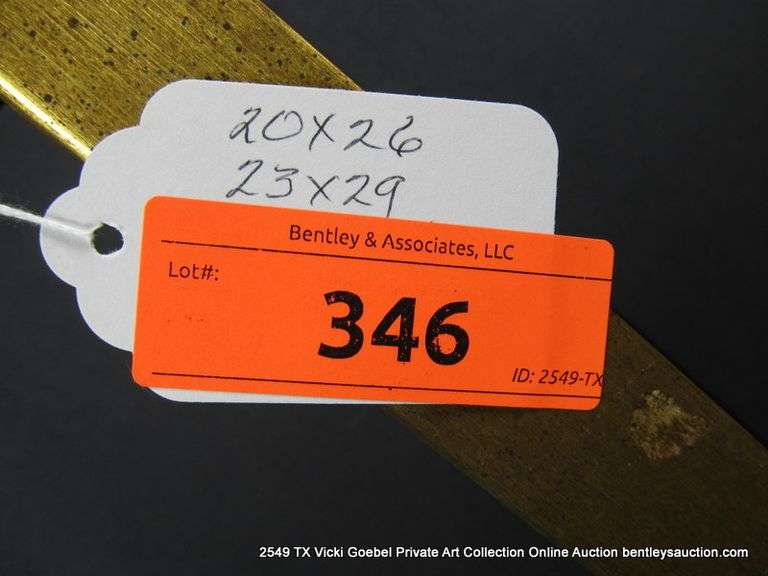 20X26
23X29
Bentley & Associates, LLC
Lot#:
346
ID: 2549-TX
2549 TX Vicki Goebel Private Art Collection Online Auction bentleysauction.com